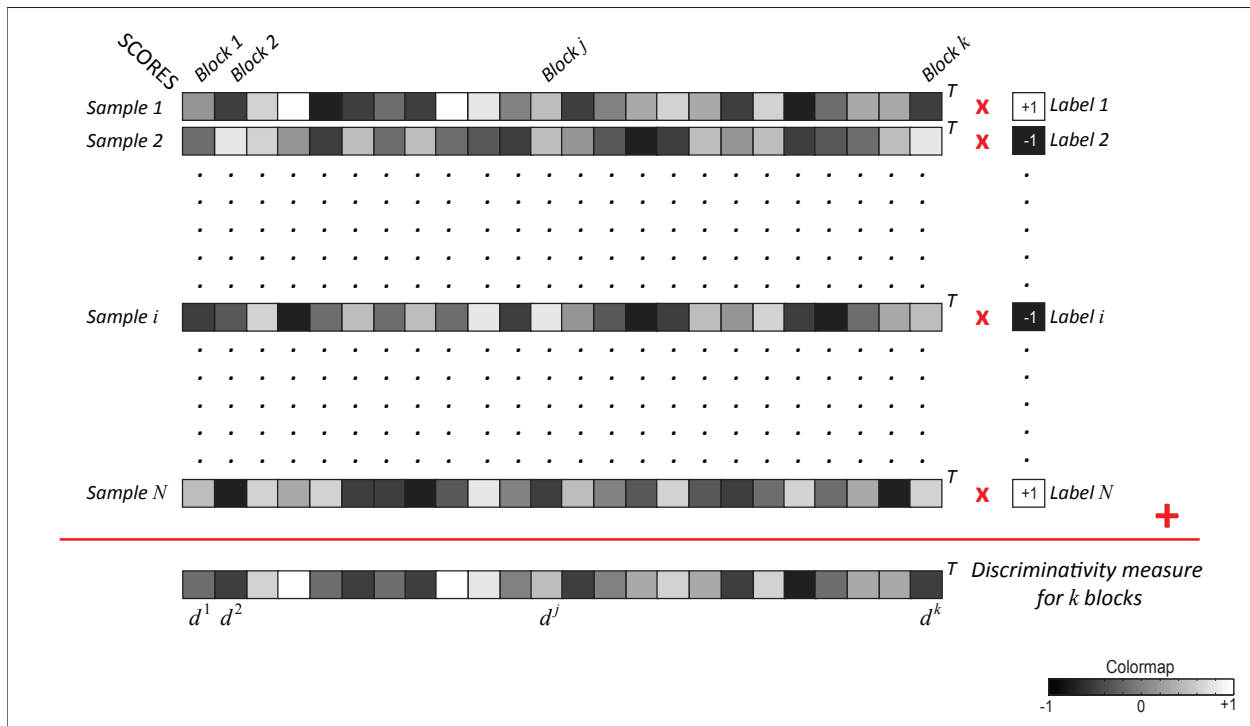 SCORES
Block 1
Block 2
Block j
Block k
Sample 1 T x +1 Label 1
Sample 2 T x -1 Label 2
Sample i T x -1 Label i
Sample N T x +1 Label N
+
T Discriminativity measure
for k blocks
d¹ d² dʲ dᵏ
Colormap
-1 0 +1